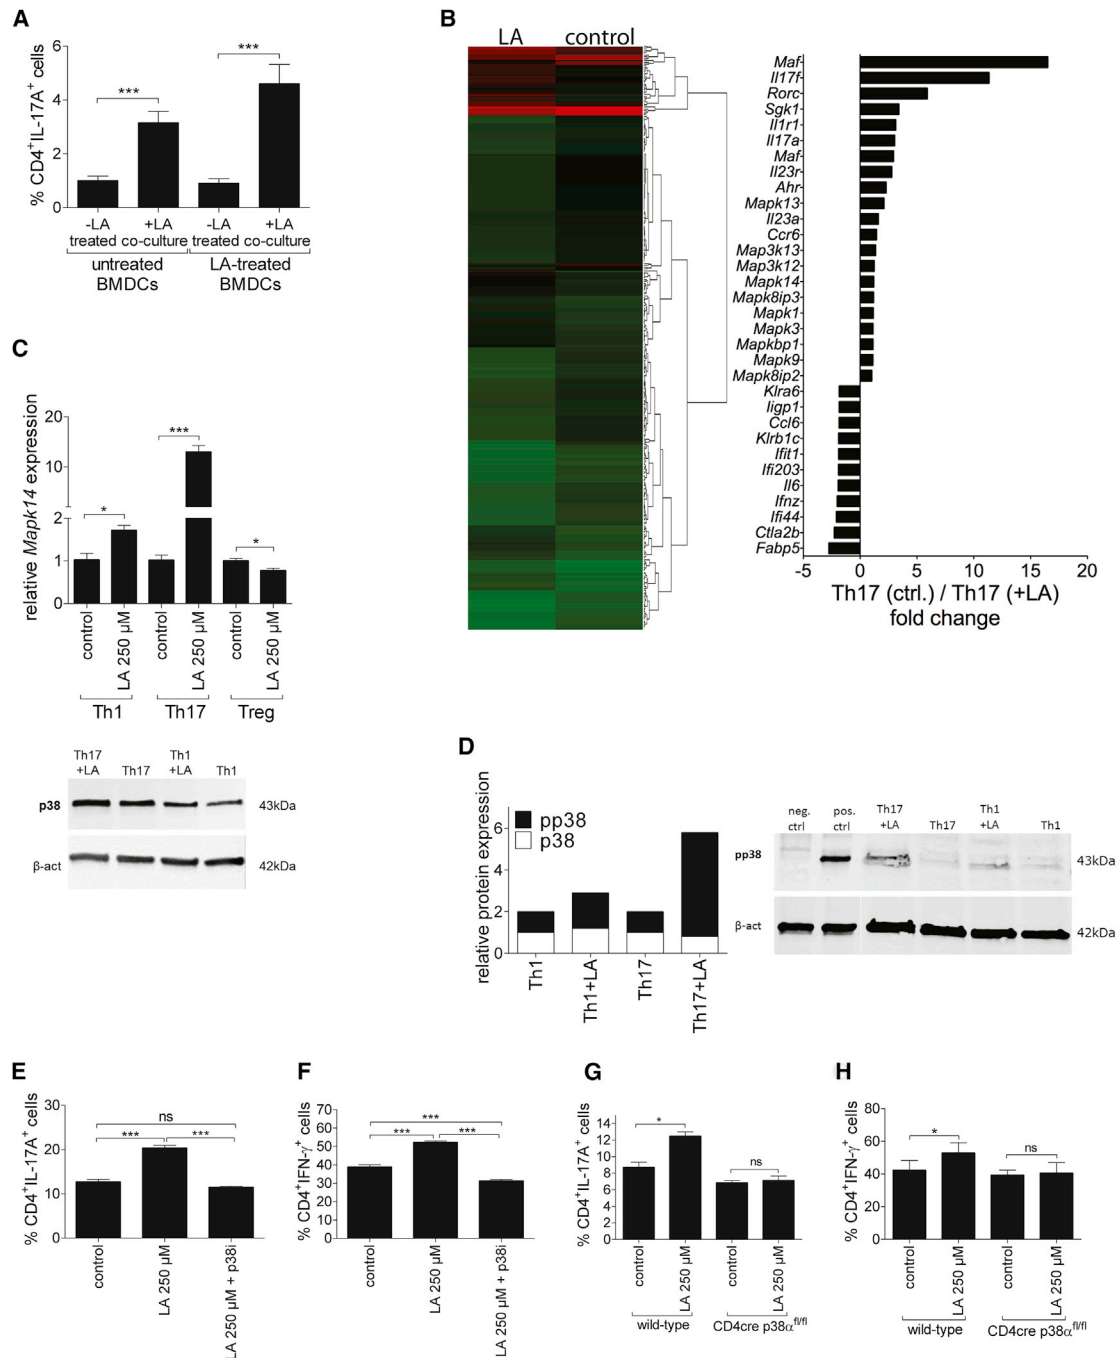 A
% CD4+IL-17A+ cells
6
4
2
0
***
***
-LA
+LA
-LA
+LA
treated co-culture treated co-culture
untreated
BMDCs
LA-treated
BMDCs
B
LA
control
Maf
Il17f
Rorc
Sgk1
Il1r1
Il17a
Maf
Il23r
Ahr
Mapk13
Il23a
Ccr6
Map3k13
Map3k12
Mapk14
Mapk8ip3
Mapk1
Mapk3
Mapkbp1
Mapk9
Mapk8ip2
Klra6
Iigp1
Ccl6
Klrb1c
Ifit1
Ifi203
Il6
Ifnz
Ifi44
Ctla2b
Fabp5
-5 0 5 10 15 20
Th17 (ctrl.) / Th17 (+LA)
fold change
C
relative Mapk14 expression
20
10
2
1
0
*
***
*
control
LA 250 µM
control
LA 250 µM
control
LA 250 µM
Th1
Th17
Treg
Th17
+LA
Th17
Th1
+LA
Th1
p38
43kDa
β-act
42kDa
D
relative protein expression
6
4
2
0
pp38
p38
Th1
Th1+LA
Th17
Th17+LA
neg.
ctrl
pos.
ctrl
Th17
+LA
Th17
Th1
+LA
Th1
pp38
43kDa
β-act
42kDa
E
% CD4+IL-17A+ cells
30
20
10
0
ns
***
***
control
LA 250 µM
LA 250 µM + p38i
F
% CD4+IFN-γ+ cells
70
60
50
40
30
20
10
0
***
***
***
control
LA 250 µM
LA 250 µM + p38i
G
% CD4+IL-17A+ cells
14
12
10
8
6
4
2
0
*
ns
control
LA 250 µM
control
LA 250 µM
wild-type
CD4cre p38αfl/fl
H
% CD4+IFN-γ+ cells
80
60
40
20
0
*
ns
control
LA 250 µM
control
LA 250 µM
wild-type
CD4cre p38αfl/fl